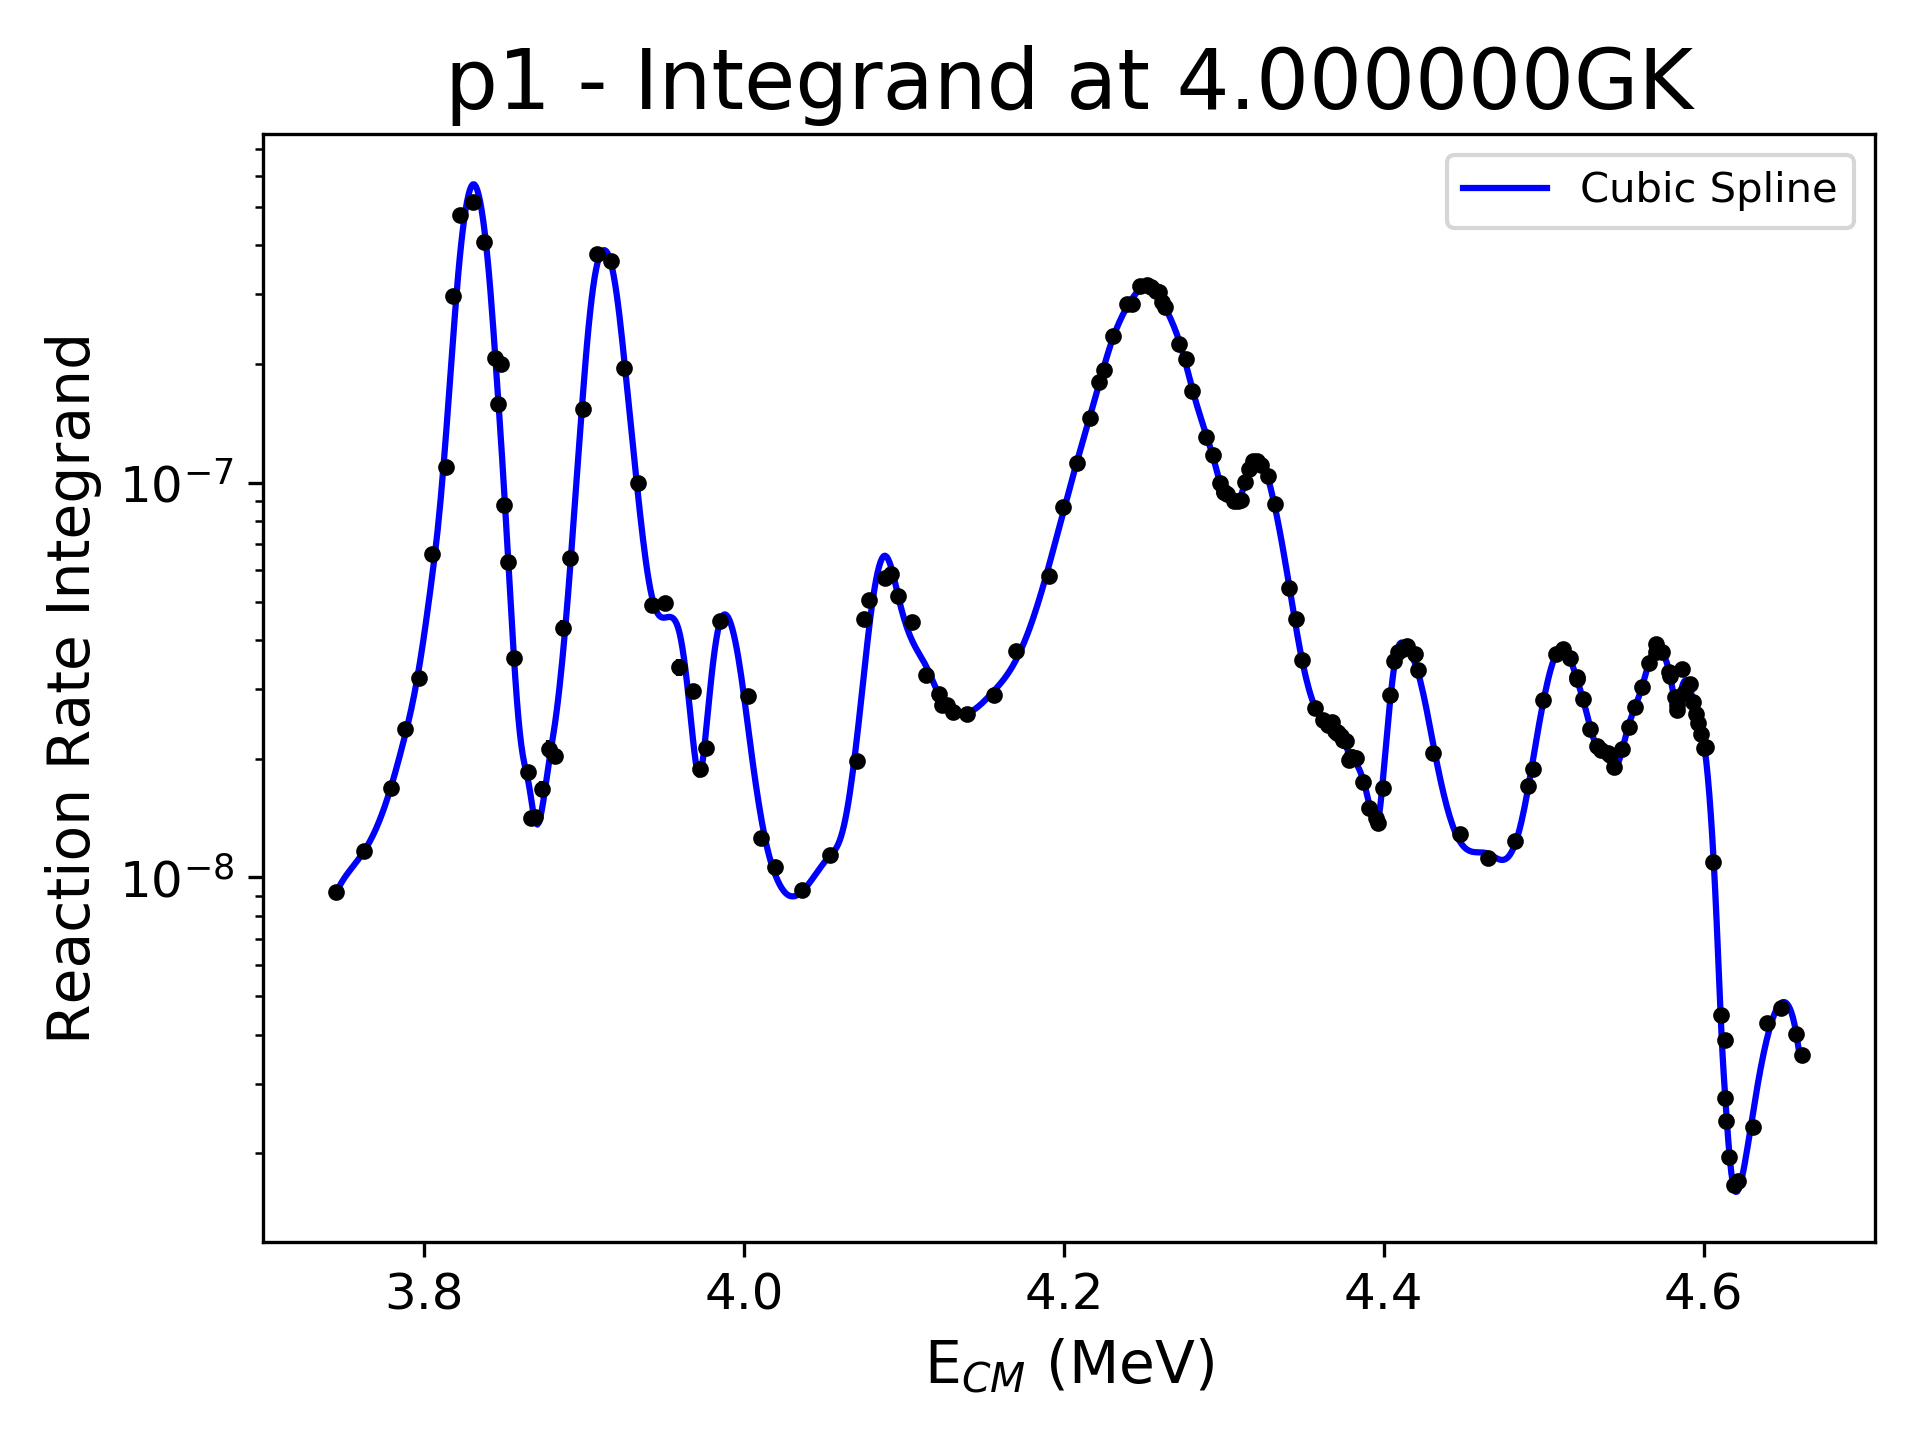 p1 - Integrand at 4.000000GK
Cubic Spline
Reaction Rate Integrand
10⁻⁷
10⁻⁸
3.8 4.0 4.2 4.4 4.6
E_CM (MeV)